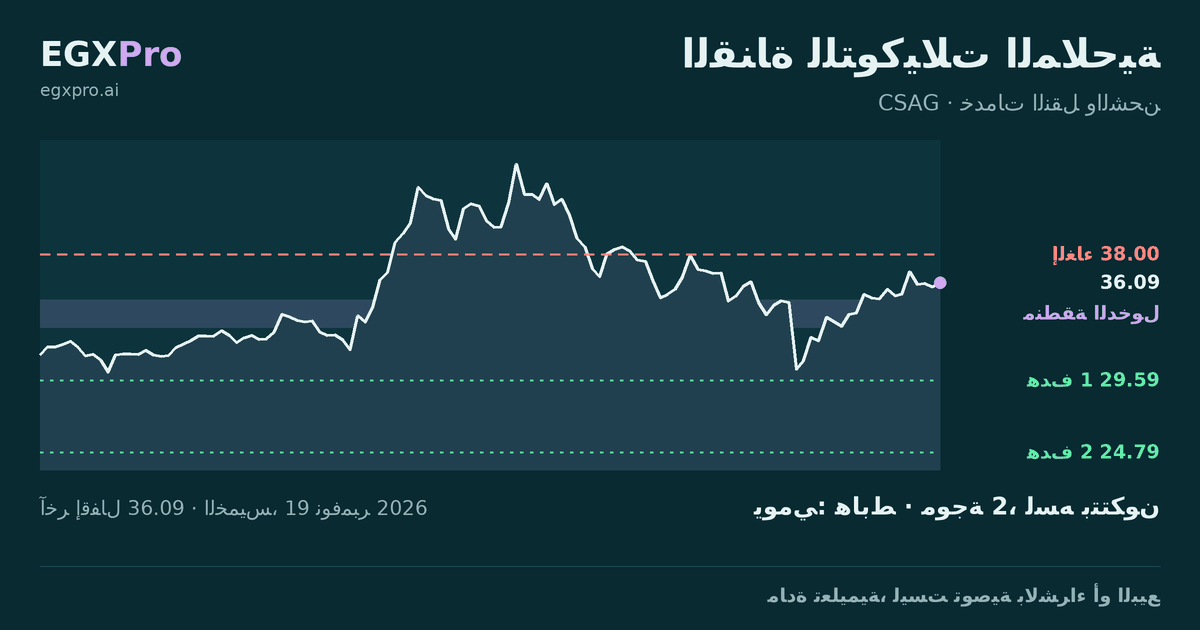 EGXPro
egxpro.ai
القناة للتوكيلات الملاحية
CSAG · خدمات النقل والشحن
إلغاء 38.00
36.09
منطقة الدخول
هدف 1 29.59
هدف 2 24.79
يومي: هابط · موجة 2، لسه بتتكون
آخر إقفال 36.09 · الخميس، 19 نوفمبر 2026
مادة تعليمية، ليست توصية بالشراء أو البيع